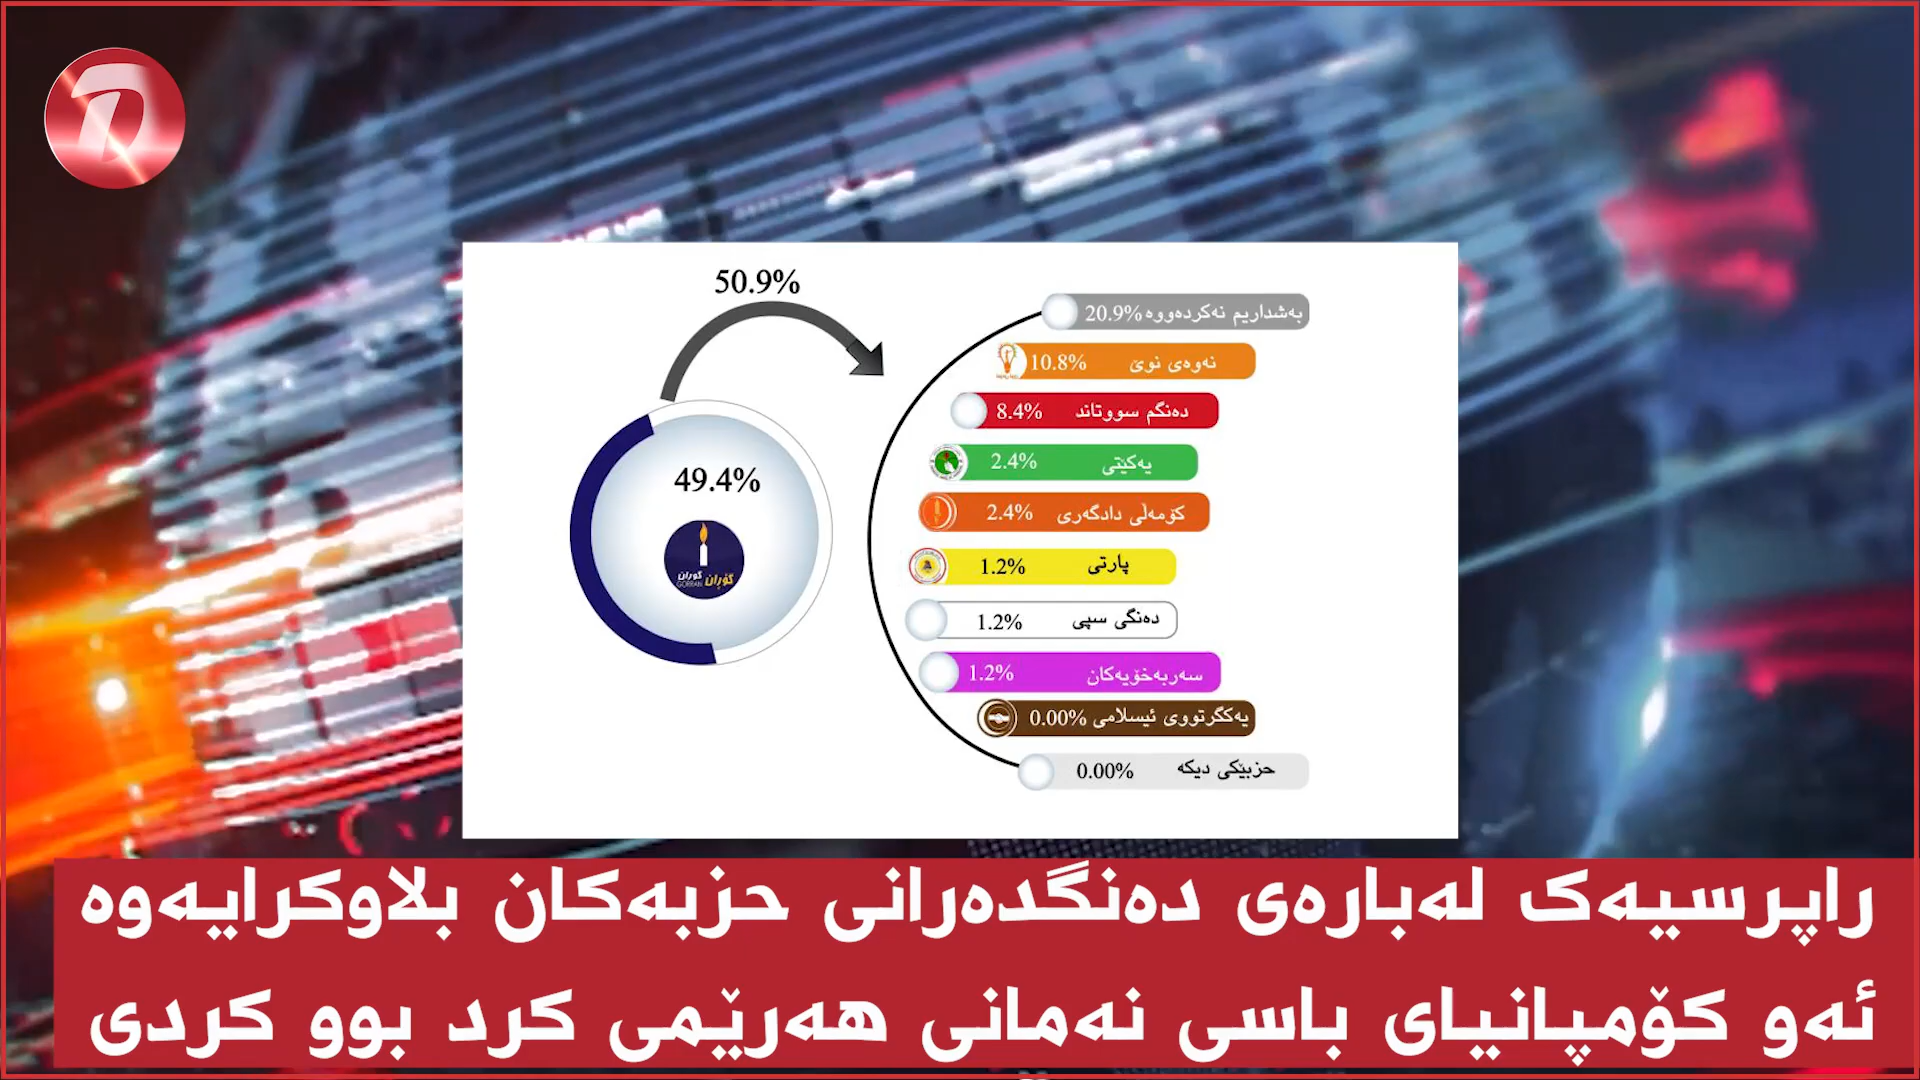 50.9%
49.4%
گۆڕان گوران
GORRAN
بەشداریم نەکردەووە 20.9%
نەوەی نوێ 10.8%
دەنگم سووتاند 8.4%
یەکێتی 2.4%
کۆمەڵی دادگەری 2.4%
پارتی 1.2%
دەنگی سپی 1.2%
سەربەخۆیەکان 1.2%
یەکگرتووی ئیسلامی 0.00%
حزبێکی دیکە 0.00%
راپرسیەک لەبارەی دەنگدەرانی حزبەکان بلاوکرایەوە
ئەو کۆمپانیای باسی نەمانی هەرێمی کرد بوو کردی